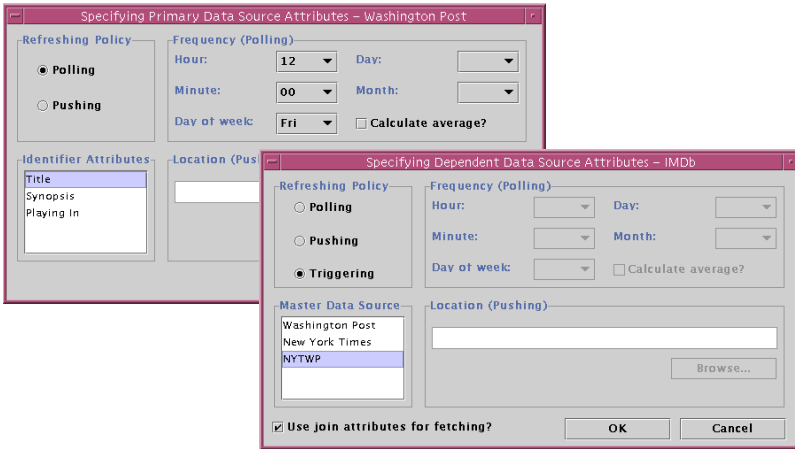 Specifying Primary Data Source Attributes – Washington Post
Refreshing Policy
Polling
Pushing
Frequency (Polling)
Hour: 12 Day:
Minute: 00 Month:
Day of week: Fri Calculate average?
Identifier Attributes
Title
Synopsis
Playing In
Location (Pus
Specifying Dependent Data Source Attributes – IMDb
Refreshing Policy
Polling
Pushing
Triggering
Frequency (Polling)
Hour: Day:
Minute: Month:
Day of week: Calculate average?
Master Data Source
Washington Post
New York Times
NYTWP
Location (Pushing)
Browse...
Use join attributes for fetching?
OK Cancel